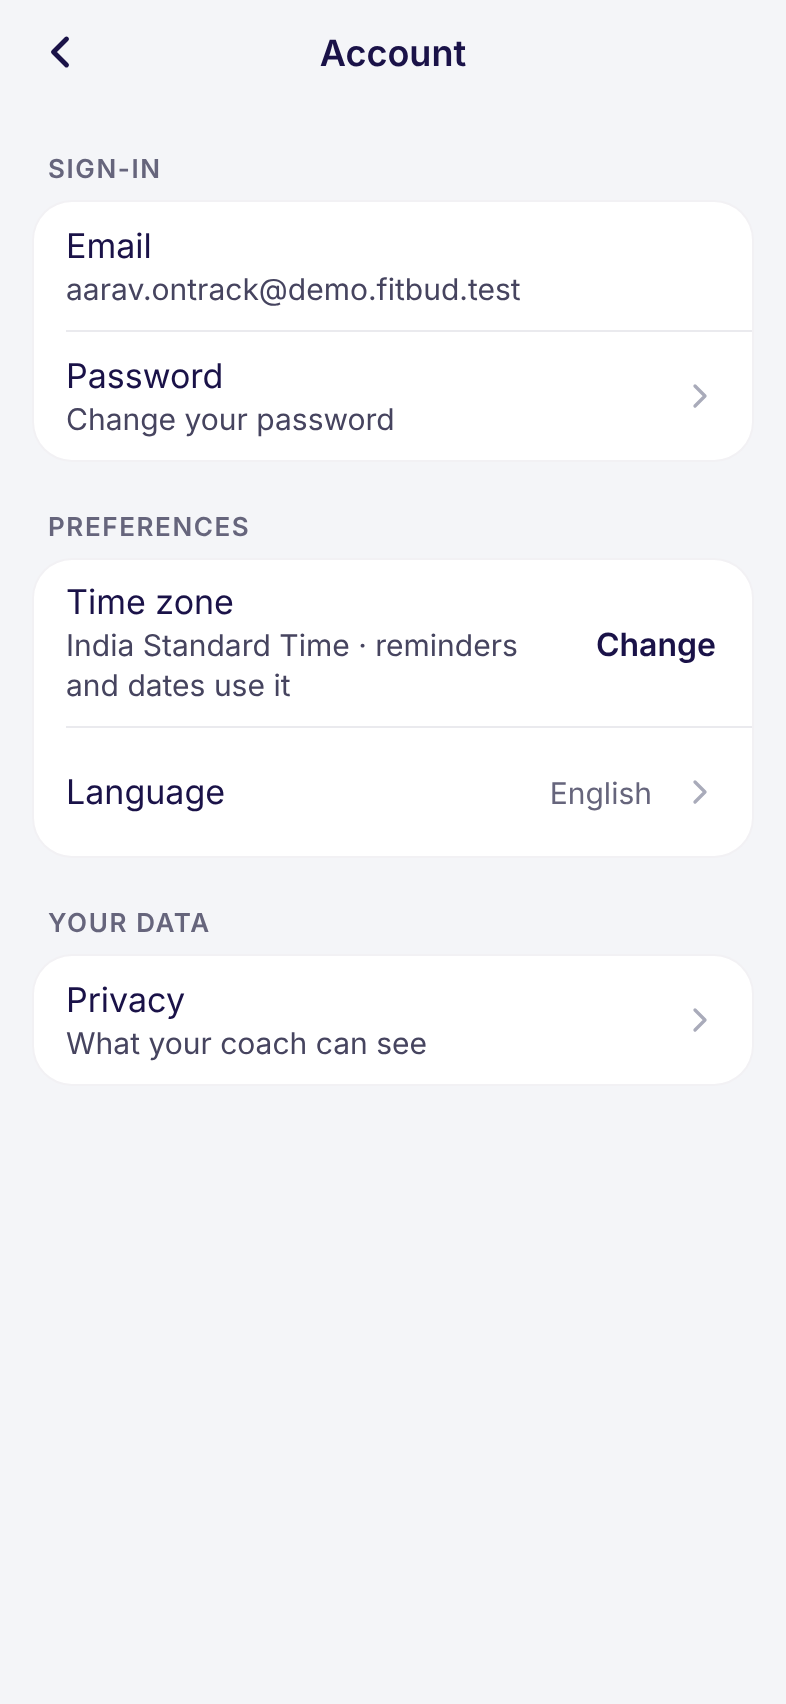 Account
SIGN-IN
Email
aarav.ontrack@demo.fitbud.test
Password
Change your password
PREFERENCES
Time zone
India Standard Time · reminders
and dates use it
Change
Language
English
YOUR DATA
Privacy
What your coach can see